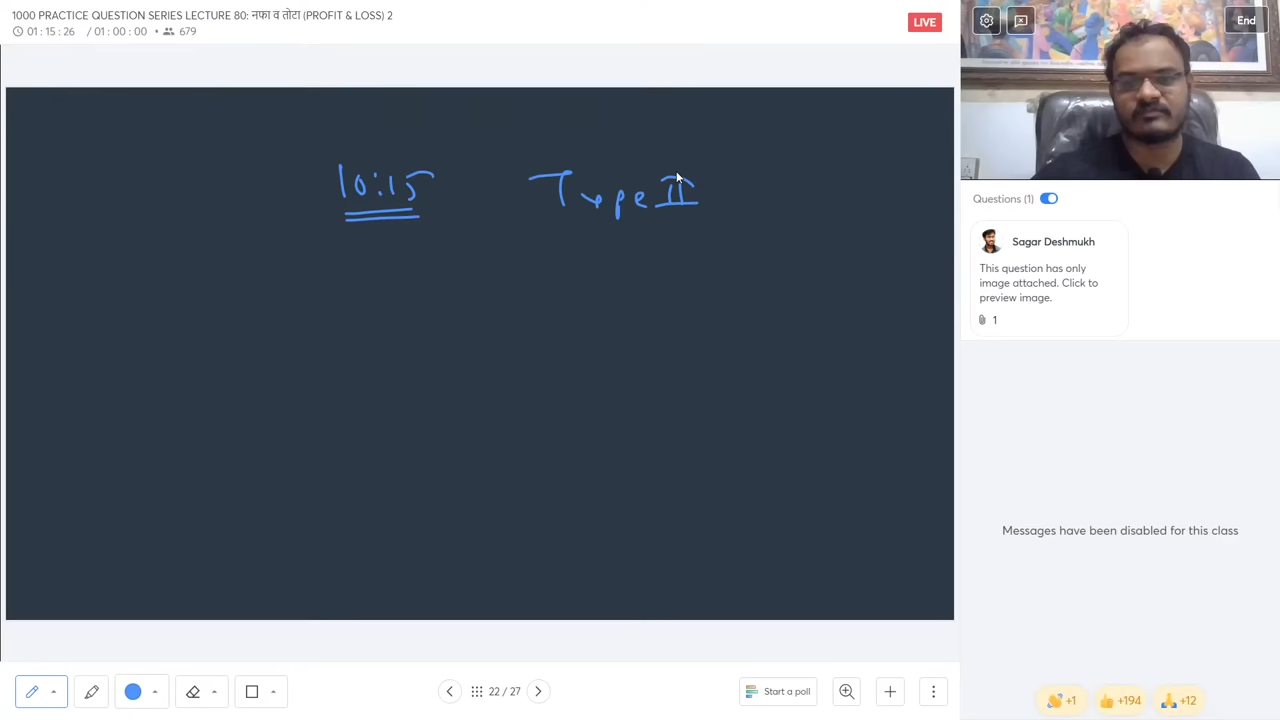 1000 PRACTICE QUESTION SERIES LECTURE 80: नफा व तोटा (PROFIT & LOSS) 2
01 : 15 : 26 / 01 : 00 : 00 • 679
LIVE
End
10:15 Type II
Questions (1)
Sagar Deshmukh
This question has only
image attached. Click to
preview image.
1
Messages have been disabled for this class
22 / 27
Start a poll
+1
+194
+12